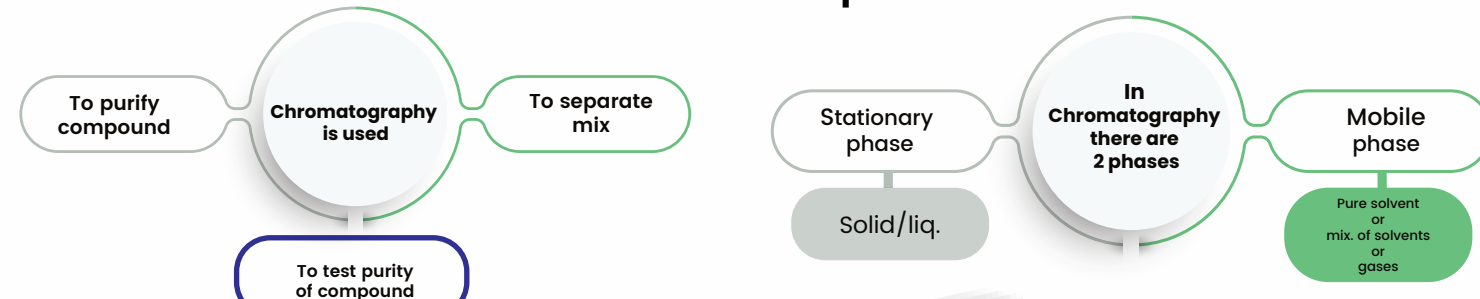 To purify
compound
Chromatography
is used
To separate
mix
To test purity
of compound
Stationary
phase
Solid/liq.
In
Chromatography
there are
2 phases
Mobile
phase
Pure solvent
or
mix. of solvents
or
gases